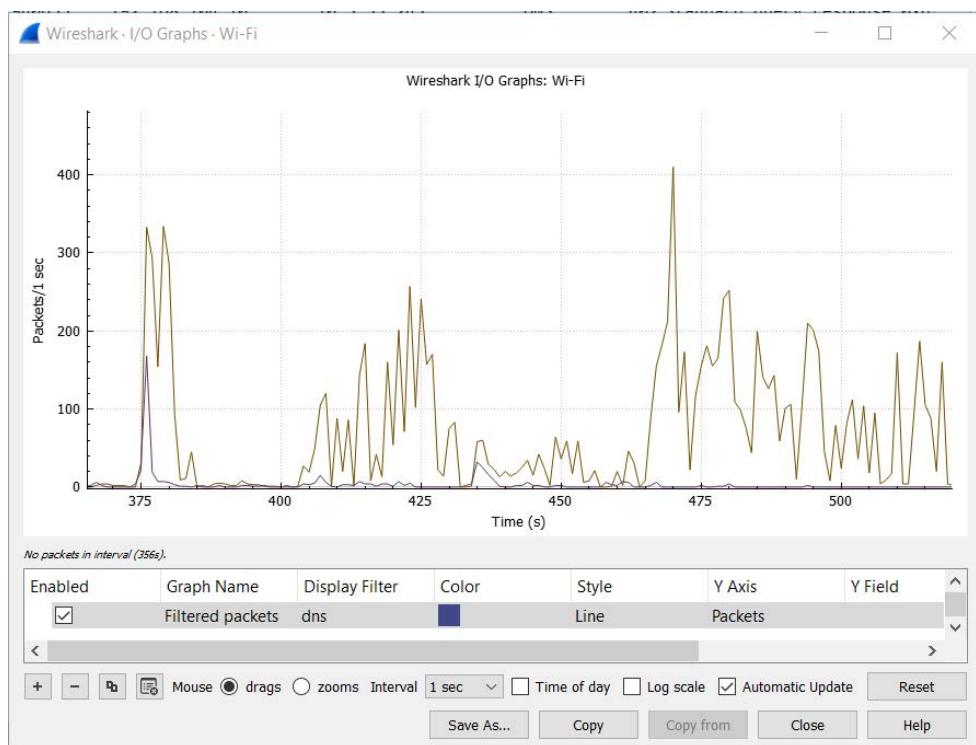 Wireshark · I/O Graphs · Wi-Fi
Wireshark I/O Graphs: Wi-Fi
Packets/1 sec
400
300
200
100
0
375
400
425
450
475
500
Time (s)
No packets in interval (356s).
Enabled Graph Name Display Filter Color Style Y Axis Y Field
Filtered packets dns Line Packets
+ − Mouse drags zooms Interval 1 sec Time of day Log scale Automatic Update Reset
Save As... Copy Copy from Close Help